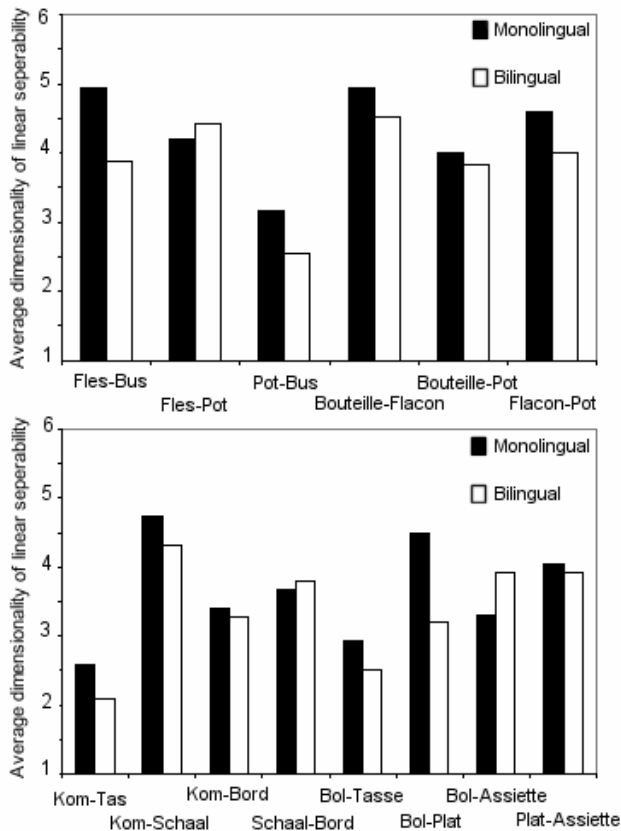 Average dimensionality of linear seperability
6
5
4
3
2
1
Monolingual
Bilingual
Fles-Bus
Fles-Pot
Pot-Bus
Bouteille-Flacon
Bouteille-Pot
Flacon-Pot
Average dimensionality of linear seperability
6
5
4
3
2
1
Monolingual
Bilingual
Kom-Tas
Kom-Schaal
Kom-Bord
Schaal-Bord
Bol-Tasse
Bol-Plat
Bol-Assiette
Plat-Assiette